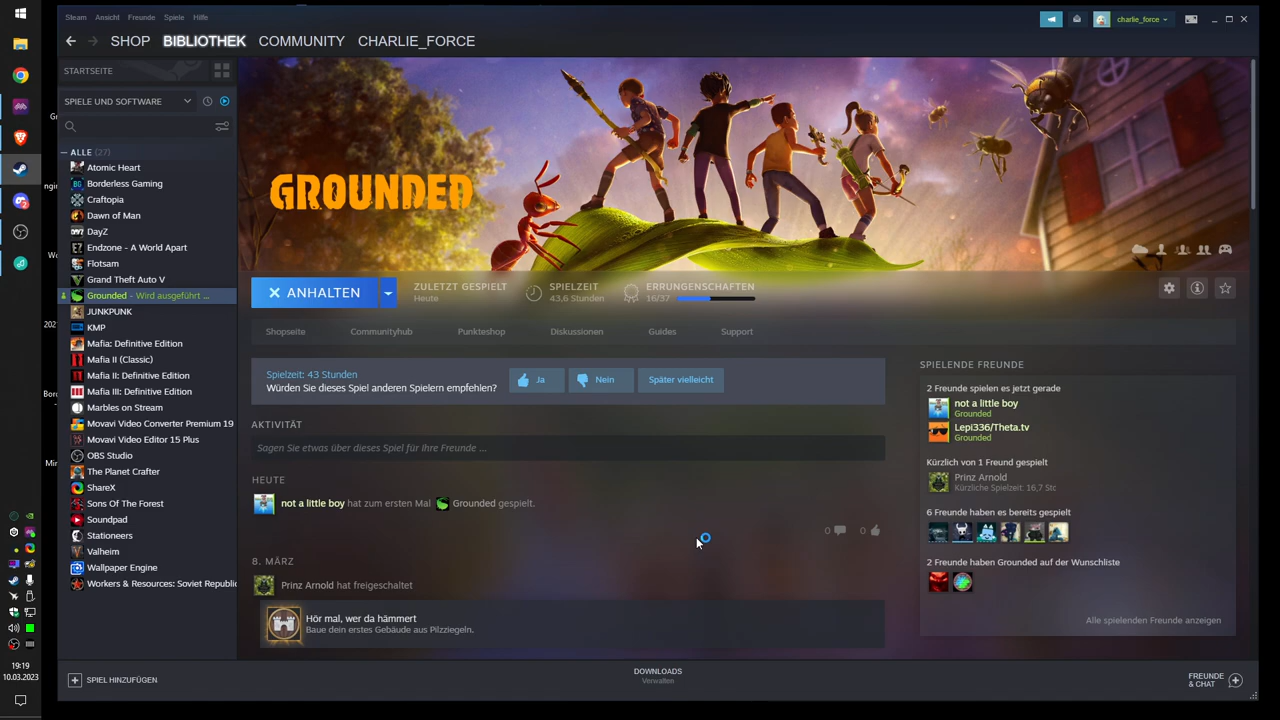 Steam Ansicht Freunde Spiele Hilfe
charlie_force
SHOP BIBLIOTHEK COMMUNITY CHARLIE_FORCE
STARTSEITE
SPIELE UND SOFTWARE
ALLE (27)
Atomic Heart
Borderless Gaming
Craftopia
Dawn of Man
DayZ
Endzone - A World Apart
Flotsam
Grand Theft Auto V
Grounded - Wird ausgeführt ...
JUNKPUNK
KMP
Mafia: Definitive Edition
Mafia II (Classic)
Mafia II: Definitive Edition
Mafia III: Definitive Edition
Marbles on Stream
Movavi Video Converter Premium 19
Movavi Video Editor 15 Plus
OBS Studio
The Planet Crafter
ShareX
Sons Of The Forest
Soundpad
Stationeers
Valheim
Wallpaper Engine
Workers & Resources: Soviet Republic
SPIEL HINZUFÜGEN
GROUNDED
ANHALTEN
ZULETZT GESPIELT
Heute
SPIELZEIT
43,6 Stunden
ERRUNGENSCHAFTEN
16/37
Shopseite Communityhub Punkteshop Diskussionen Guides Support
Spielzeit: 43 Stunden
Würden Sie dieses Spiel anderen Spielern empfehlen?
Ja Nein Später vielleicht
AKTIVITÄT
Sagen Sie etwas über dieses Spiel für Ihre Freunde ...
HEUTE
not a little boy hat zum ersten Mal Grounded gespielt.
0 0
8. MÄRZ
Prinz Arnold hat freigeschaltet
Hör mal, wer da hämmert
Baue dein erstes Gebäude aus Pilzziegeln.
SPIELENDE FREUNDE
2 Freunde spielen es jetzt gerade
not a little boy
Grounded
Lepi336/Theta.tv
Grounded
Kürzlich von 1 Freund gespielt
Prinz Arnold
Kürzliche Spielzeit: 16,7 Stc
6 Freunde haben es bereits gespielt
2 Freunde haben Grounded auf der Wunschliste
Alle spielenden Freunde anzeigen
DOWNLOADS
Verwalten
FREUNDE
& CHAT
19:19
10.03.2023